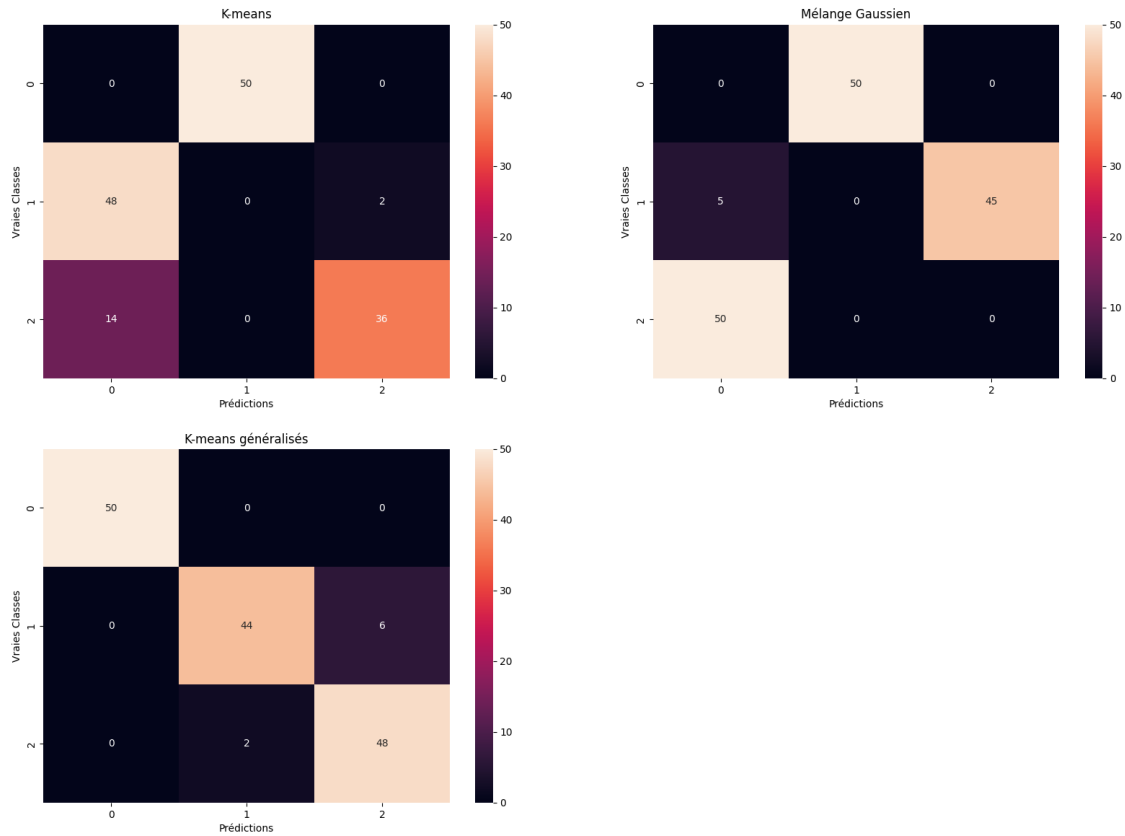 K-means
0 50 0
48 0 2
14 0 36
0
1
2
Vraies Classes
0 1 2
Prédictions
50
40
30
20
10
0
Mélange Gaussien
0 50 0
5 0 45
50 0 0
0
1
2
Vraies Classes
0 1 2
Prédictions
50
40
30
20
10
0
K-means généralisés
50 0 0
0 44 6
0 2 48
0
1
2
Vraies Classes
0 1 2
Prédictions
50
40
30
20
10
0